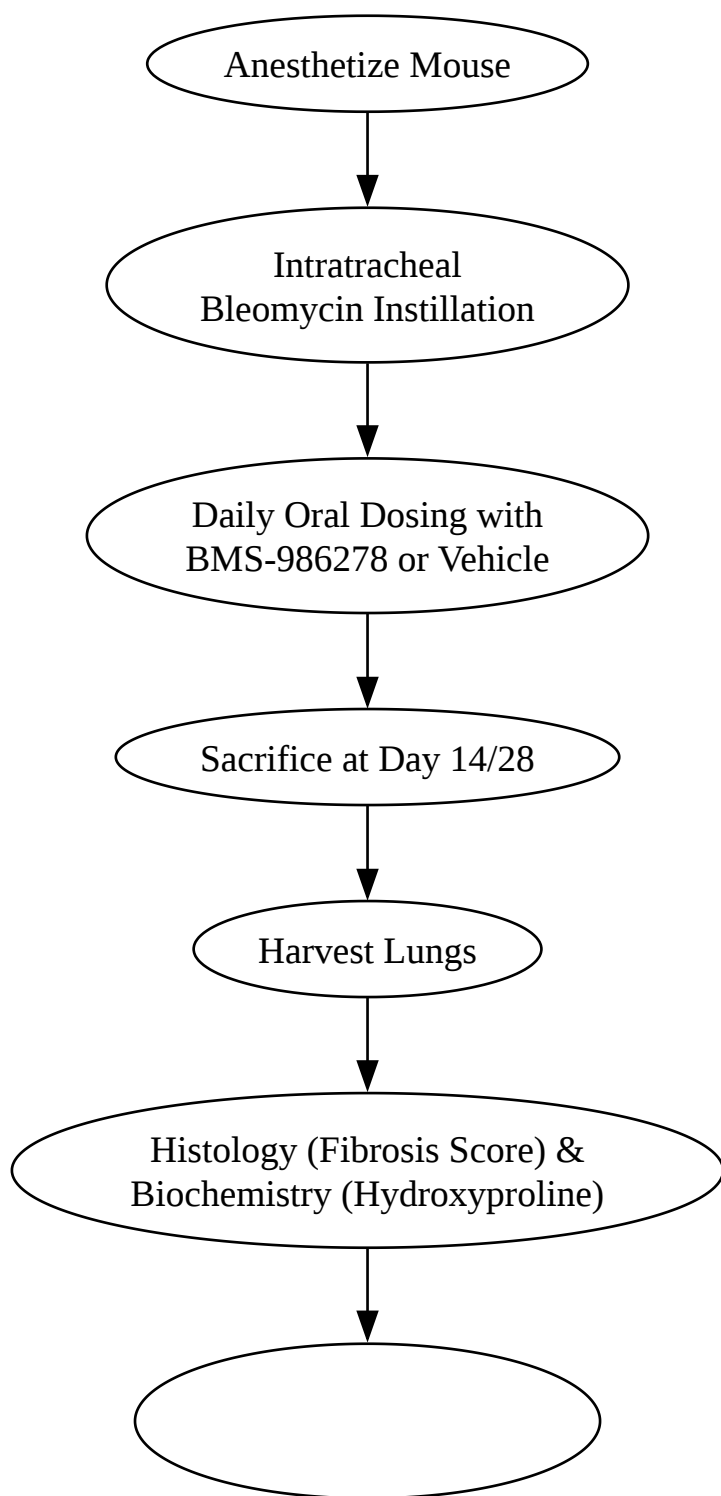 Anesthetize Mouse
Intratracheal
Bleomycin Instillation
Daily Oral Dosing with
BMS-986278 or Vehicle
Sacrifice at Day 14/28
Harvest Lungs
Histology (Fibrosis Score) &
Biochemistry (Hydroxyproline)